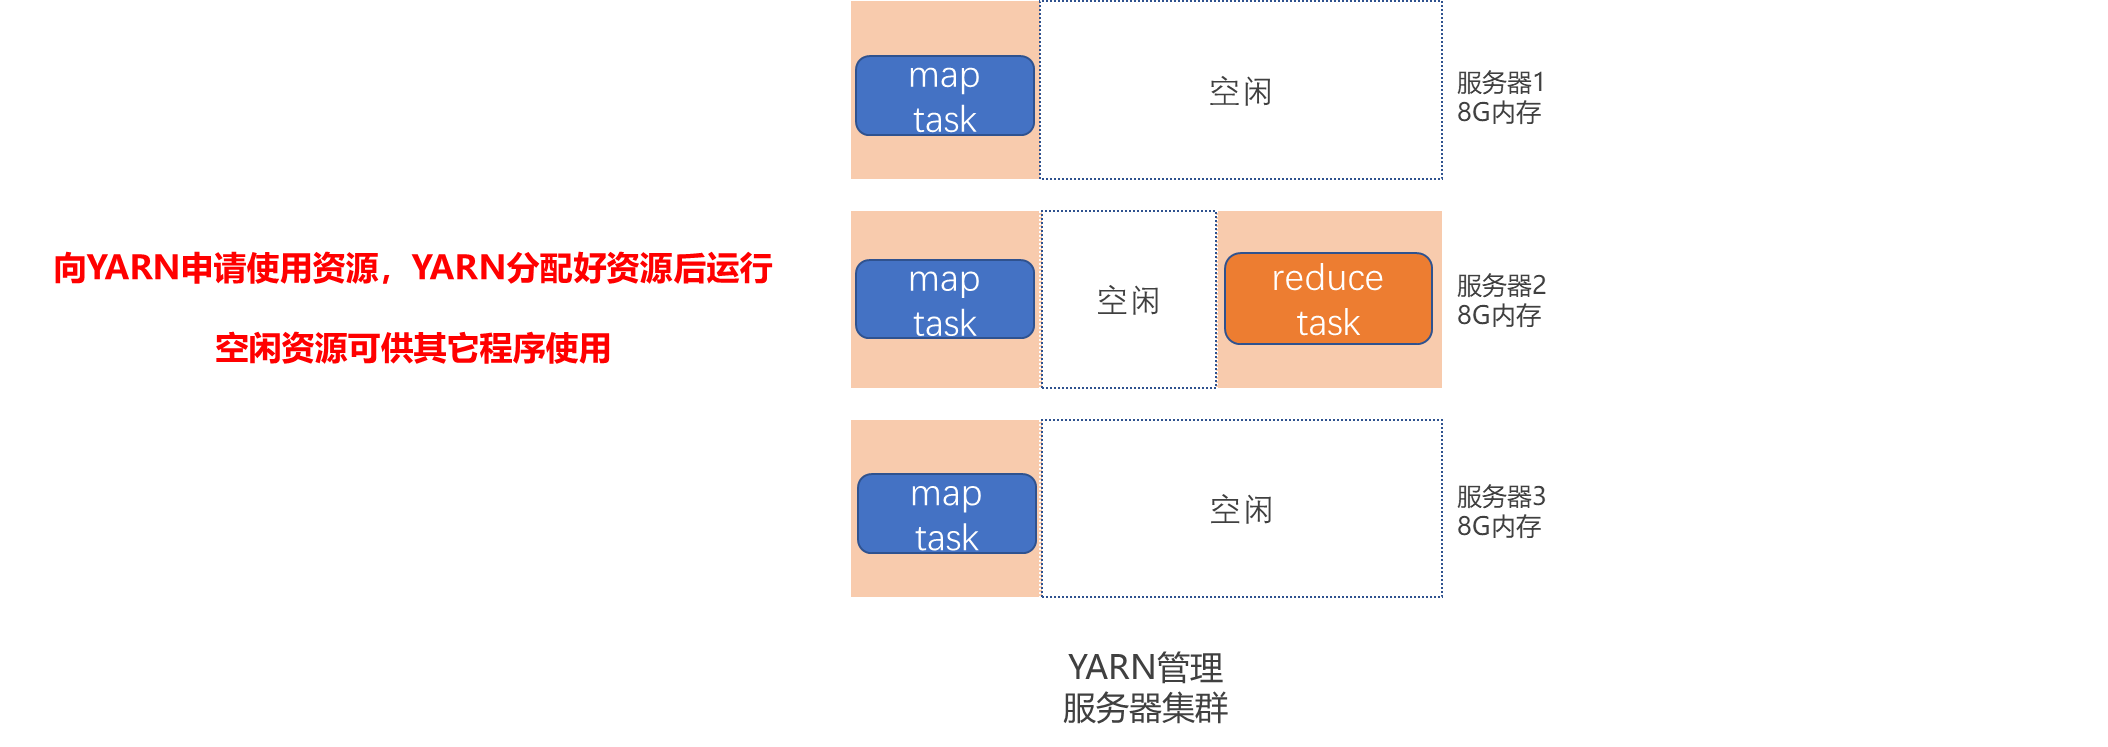 向YARN申请使用资源，YARN分配好资源后运行
空闲资源可供其它程序使用
map
task
空闲
服务器1
8G内存
map
task
空闲
reduce
task
服务器2
8G内存
map
task
空闲
服务器3
8G内存
YARN管理
服务器集群